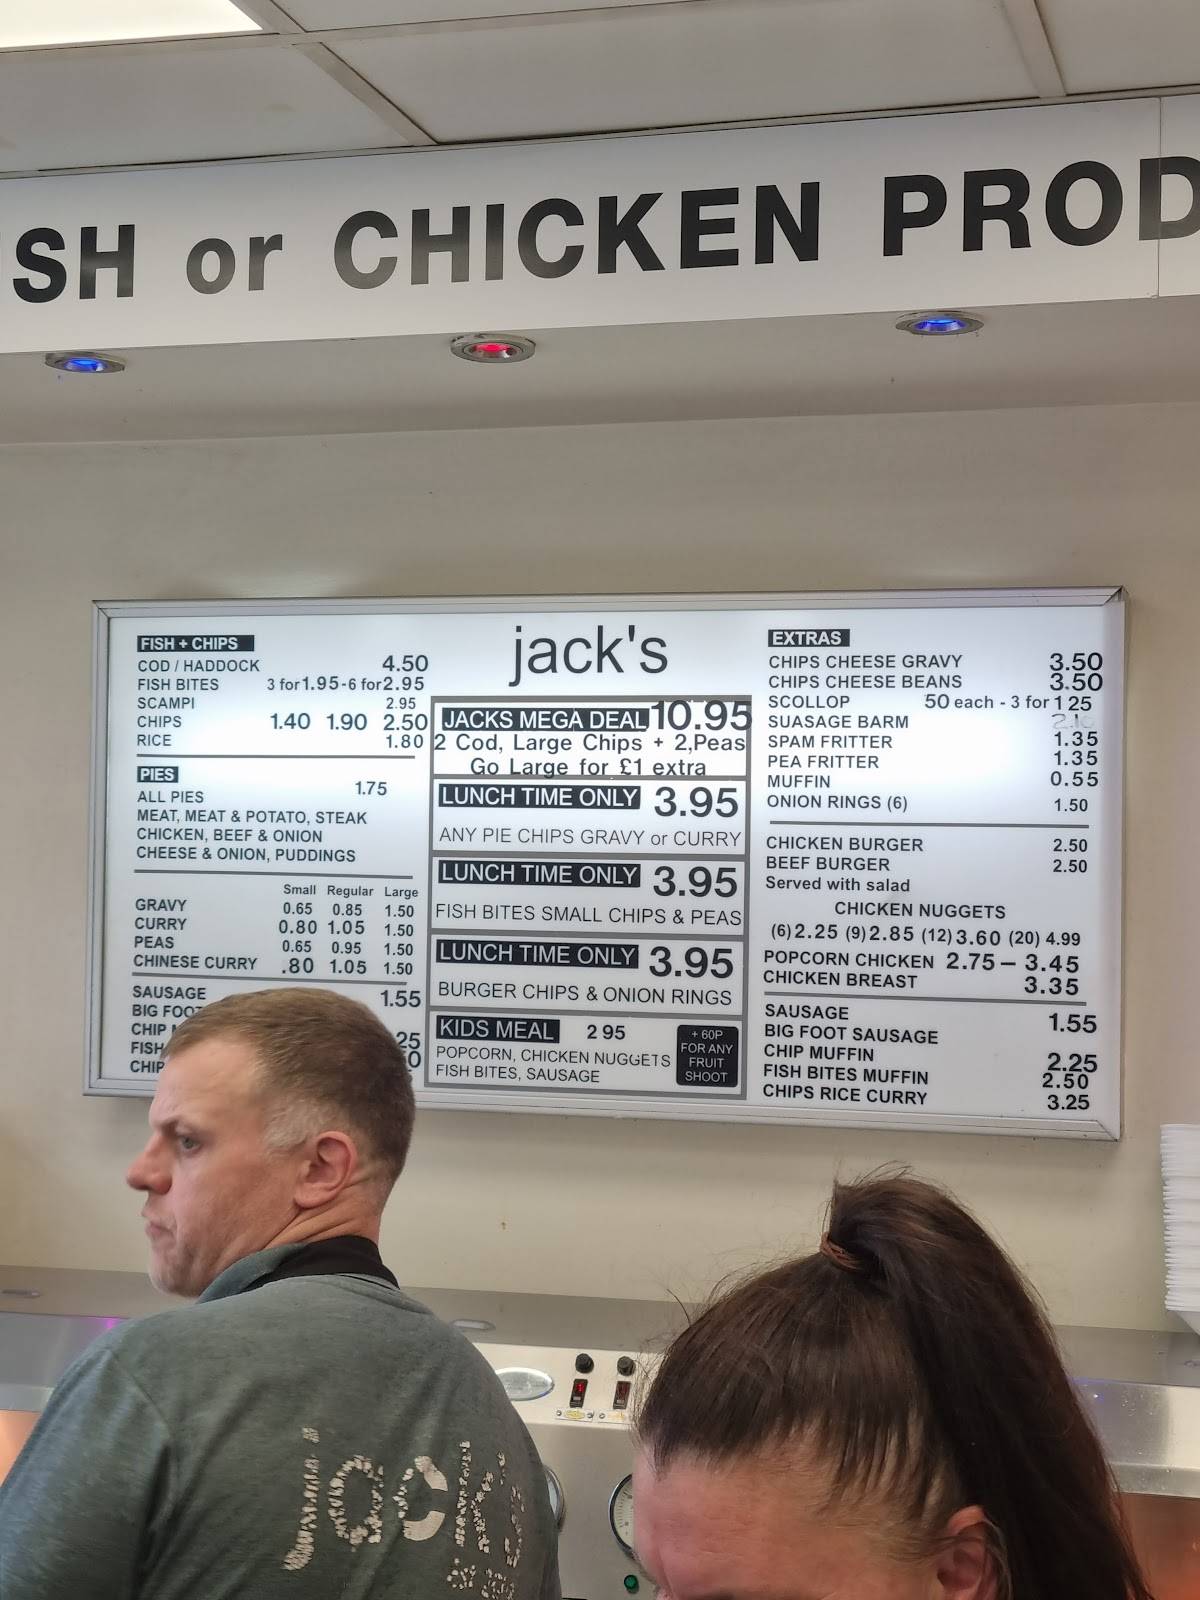 SH or CHICKEN PROD
jack's
FISH + CHIPS
COD / HADDOCK 4.50
FISH BITES 3 for 1.95-6 for 2.95
SCAMPI 2.95
CHIPS 1.40 1.90 2.50
RICE 1.80
PIES
ALL PIES 1.75
MEAT, MEAT & POTATO, STEAK
CHICKEN, BEEF & ONION
CHEESE & ONION, PUDDINGS
Small Regular Large
GRAVY 0.65 0.85 1.50
CURRY 0.80 1.05 1.50
PEAS 0.65 0.95 1.50
CHINESE CURRY .80 1.05 1.50
SAUSAGE 1.55
BIG FOOT
CHIP M 25
FISH 0
CHIP
JACKS MEGA DEAL 10.95
2 Cod, Large Chips + 2,Peas
Go Large for £1 extra
LUNCH TIME ONLY 3.95
ANY PIE CHIPS GRAVY or CURRY
LUNCH TIME ONLY 3.95
FISH BITES SMALL CHIPS & PEAS
LUNCH TIME ONLY 3.95
BURGER CHIPS & ONION RINGS
KIDS MEAL 2 95
POPCORN, CHICKEN NUGGETS
FISH BITES, SAUSAGE
+ 60P
FOR ANY
FRUIT
SHOOT
EXTRAS
CHIPS CHEESE GRAVY 3.50
CHIPS CHEESE BEANS 3.50
SCOLLOP 50 each - 3 for 1 25
SUASAGE BARM 2.10
SPAM FRITTER 1.35
PEA FRITTER 1.35
MUFFIN 0.55
ONION RINGS (6) 1.50
CHICKEN BURGER 2.50
BEEF BURGER 2.50
Served with salad
CHICKEN NUGGETS
(6) 2.25 (9) 2.85 (12) 3.60 (20) 4.99
POPCORN CHICKEN 2.75 – 3.45
CHICKEN BREAST 3.35
SAUSAGE 1.55
BIG FOOT SAUSAGE
CHIP MUFFIN 2.25
FISH BITES MUFFIN 2.50
CHIPS RICE CURRY 3.25
jack's